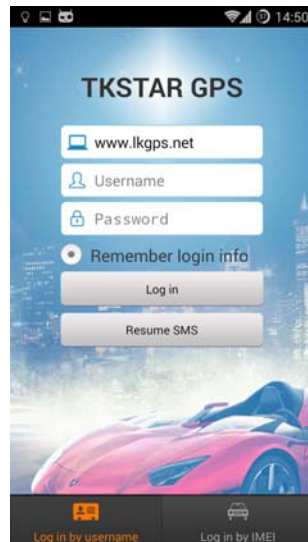 14:50
TKSTAR GPS
www.lkgps.net
Username
Password
Remember login info
Log in
Resume SMS
Log in by username
Log in by IMEI